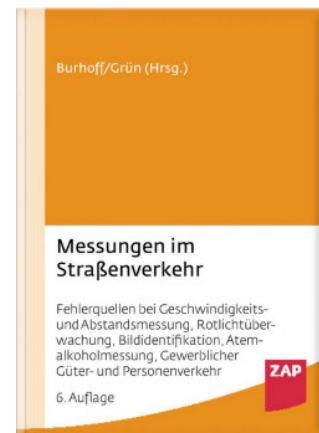 Burhoff/Grün (Hrsg.)
Messungen im
Straßenverkehr
Fehlerquellen bei Geschwindigkeits-
und Abstandsmessung, Rotlichtüber-
wachung, Bildidentifikation, Atem-
alkoholmessung, Gewerblicher
Güter- und Personenverkehr
ZAP
6. Auflage